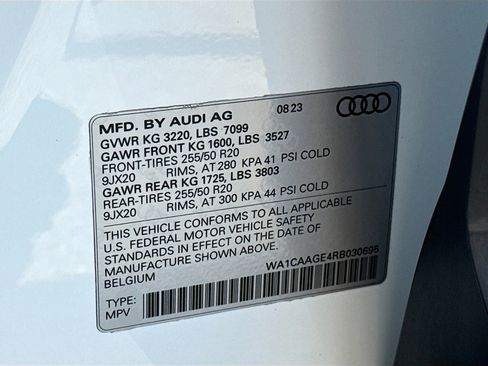 MFD. BY AUDI AG 08 23
GVWR KG 3220, LBS 7099
GAWR FRONT KG 1600, LBS 3527
FRONT-TIRES 255/50 R20
9JX20 RIMS, AT 280 KPA 41 PSI COLD
GAWR REAR KG 1725, LBS 3803
REAR-TIRES 255/50 R20
9JX20 RIMS, AT 300 KPA 44 PSI COLD
THIS VEHICLE CONFORMS TO ALL APPLICABLE
U.S. FEDERAL MOTOR VEHICLE SAFETY
STANDARDS IN EFFECT ON THE DATE OF
MANUFACTURE SHOWN ABOVE.
BELGIUM
WA1CAAGE4RB030695
TYPE:
MPV